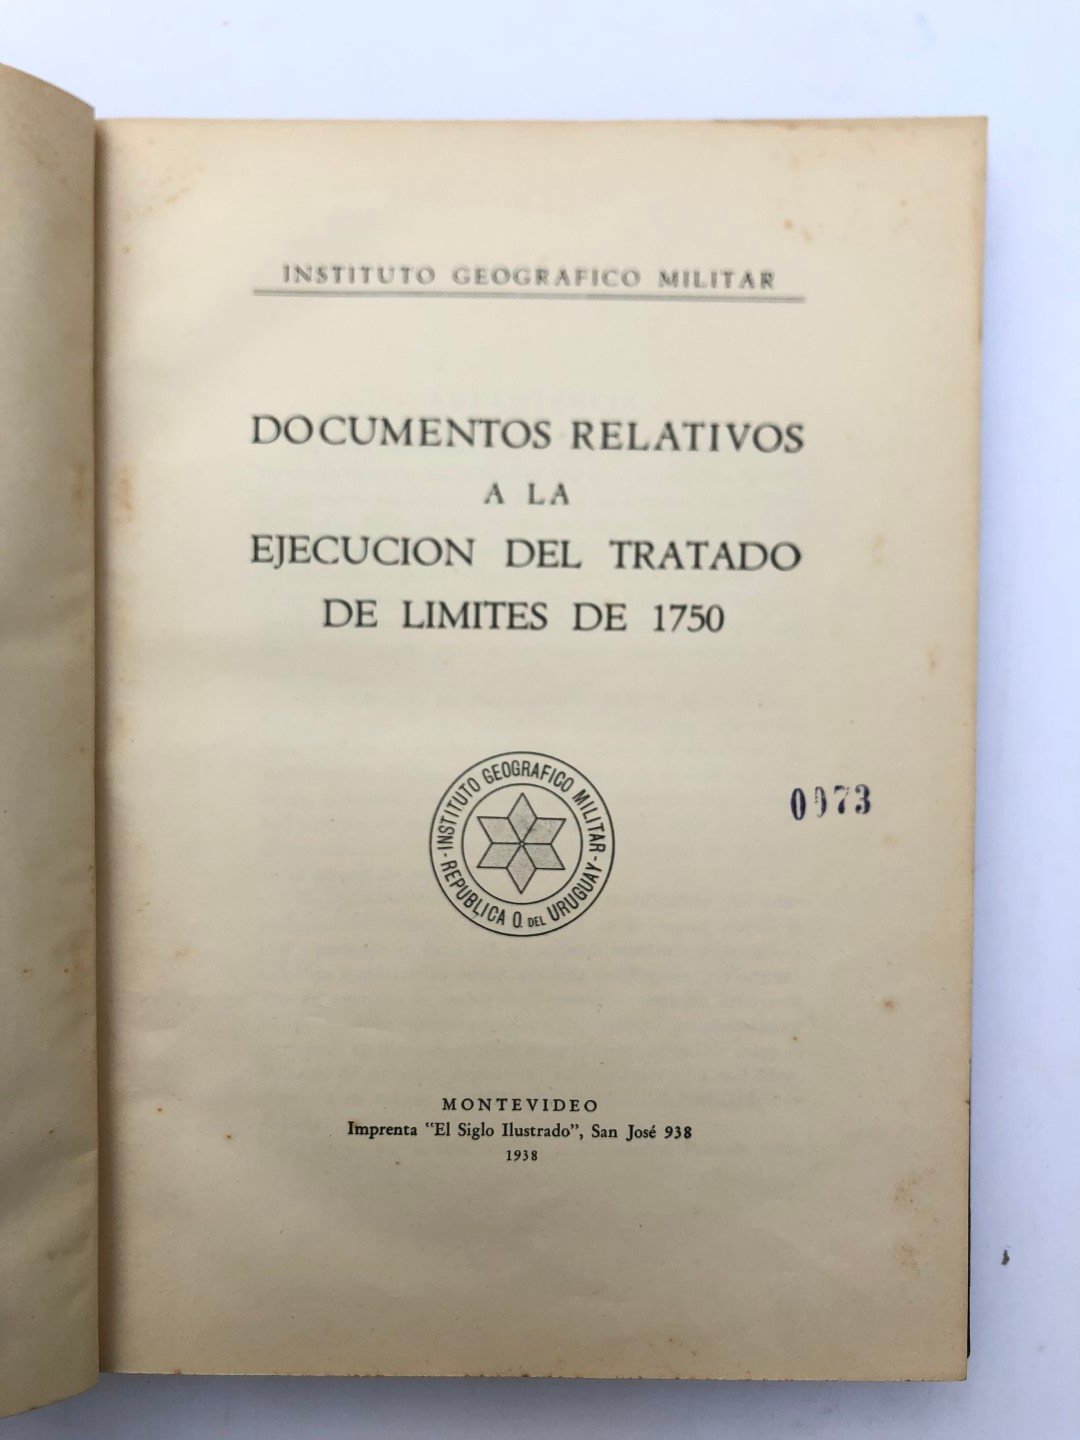 INSTITUTO GEOGRAFICO MILITAR
DOCUMENTOS RELATIVOS
A LA
EJECUCION DEL TRATADO
DE LIMITES DE 1750
INSTITUTO GEOGRAFICO MILITAR
- REPUBLICA O. DEL URUGUAY -
0073
MONTEVIDEO
Imprenta "El Siglo Ilustrado", San José 938
1938